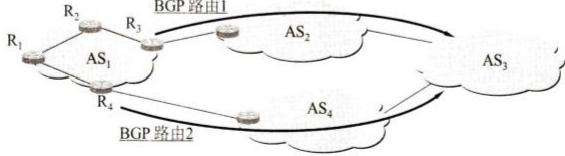 BGP 路由1
R₂
R₃
R₁
AS₁
AS₂
AS₃
R₄
AS₄
BGP 路由2